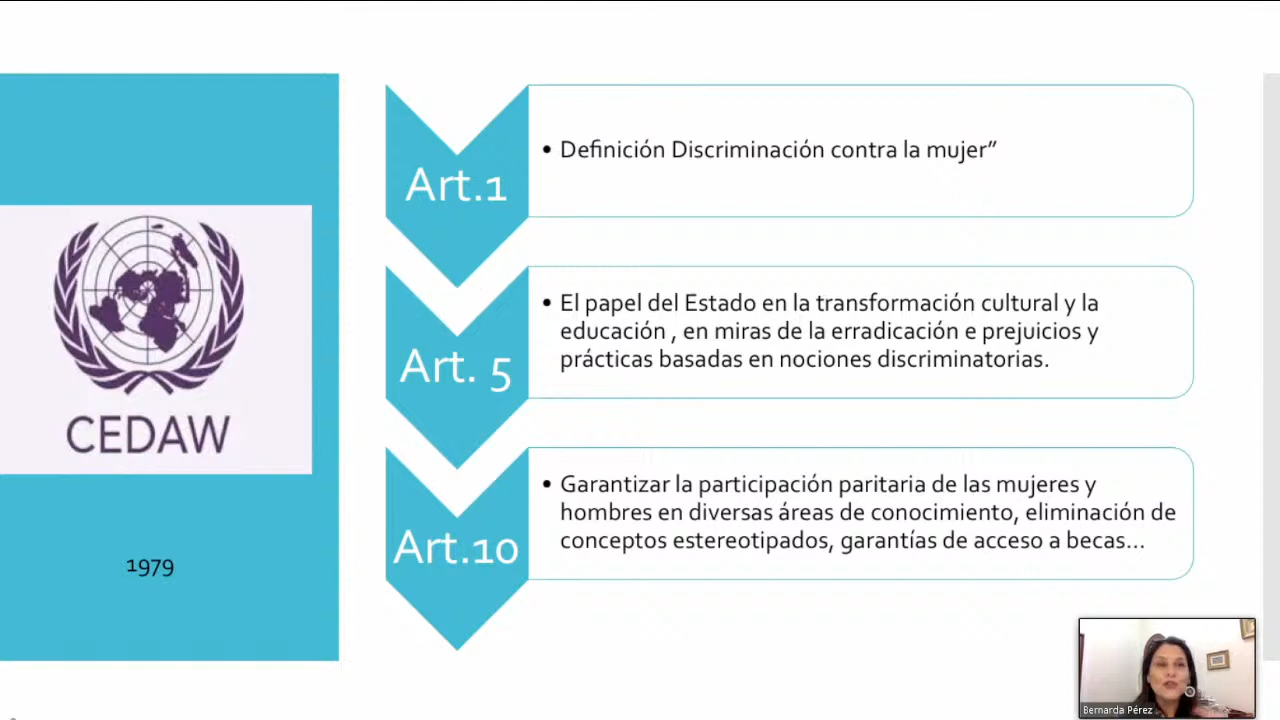 CEDAW
1979
Art.1
• Definición Discriminación contra la mujer”
Art. 5
• El papel del Estado en la transformación cultural y la
educación , en miras de la erradicación e prejuicios y
prácticas basadas en nociones discriminatorias.
Art.10
• Garantizar la participación paritaria de las mujeres y
hombres en diversas áreas de conocimiento, eliminación de
conceptos estereotipados, garantías de acceso a becas…
Bernarda Pérez